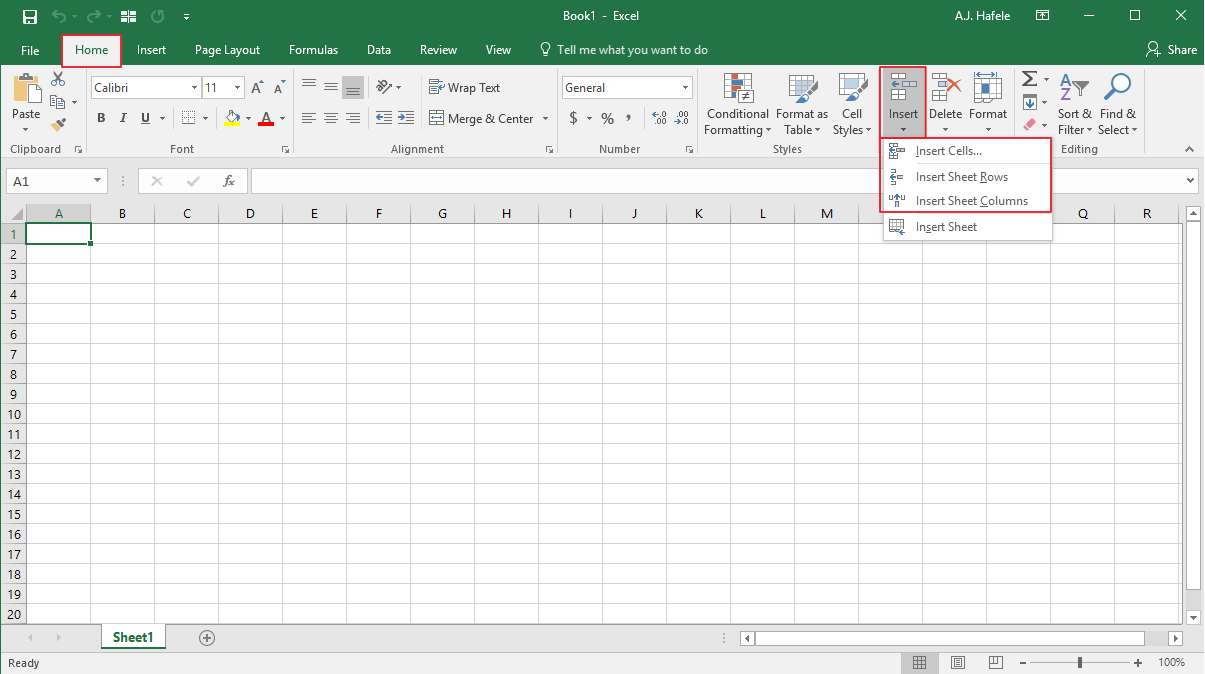 Book1 - Excel
A.J. Hafele
File Home Insert Page Layout Formulas Data Review View Tell me what you want to do Share
Paste
Clipboard
Calibri 11 A A
B I U A
Font
Wrap Text
Merge & Center
Alignment
General
$ % , .0 .00 .00 .0
Number
Conditional Formatting
Format as Table
Cell Styles
Styles
Insert
Delete
Format
Σ
A Z
Sort & Filter
Find & Select
Editing
Insert Cells...
Insert Sheet Rows
Insert Sheet Columns
Insert Sheet
A1 fx
A B C D E F G H I J K L M Q R
1
2
3
4
5
6
7
8
9
10
11
12
13
14
15
16
17
18
19
20
Sheet1
Ready 100%